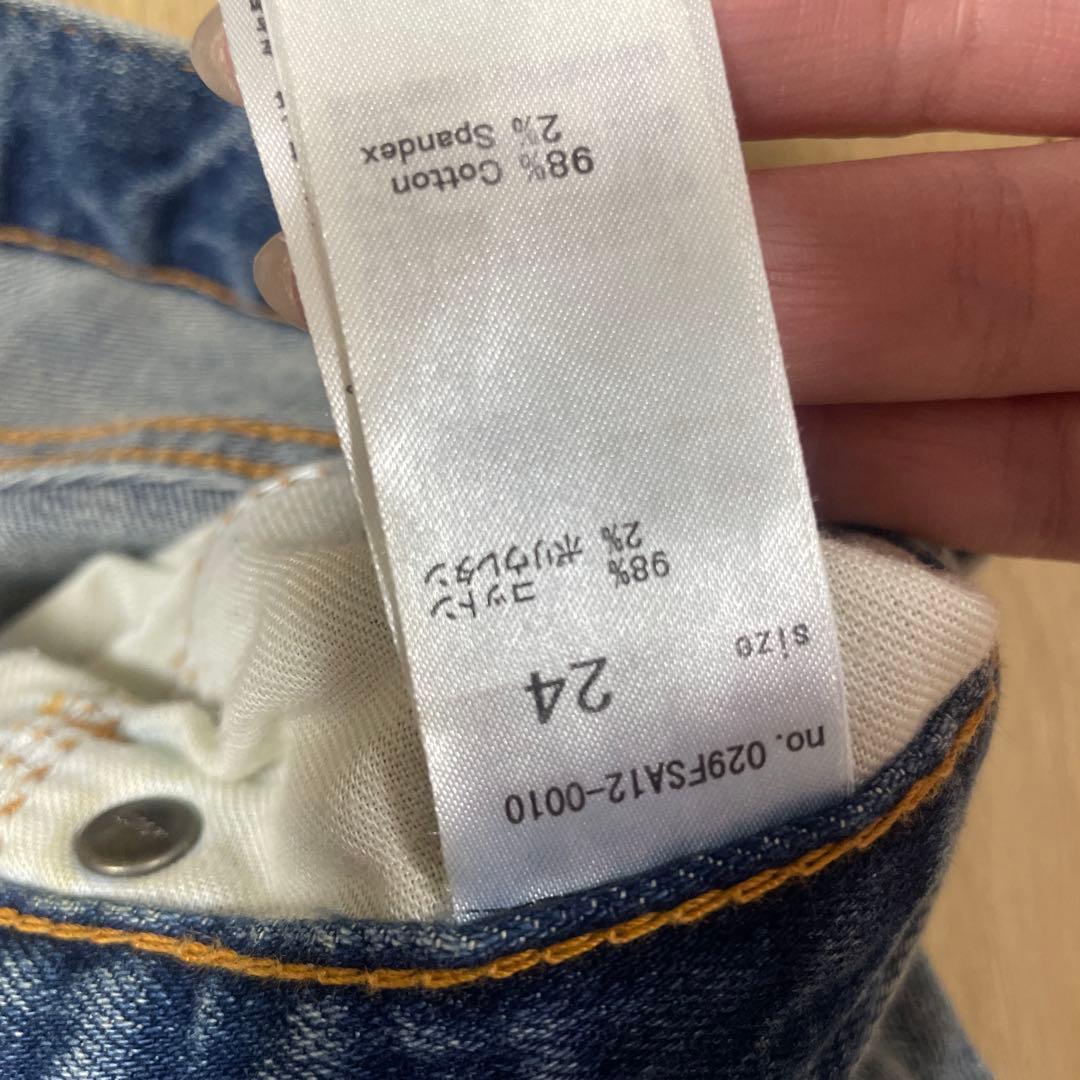 no. 029FSA12-0010
size
24
98% コットン
2% ポリウレタン
98% Cotton
2% Spandex